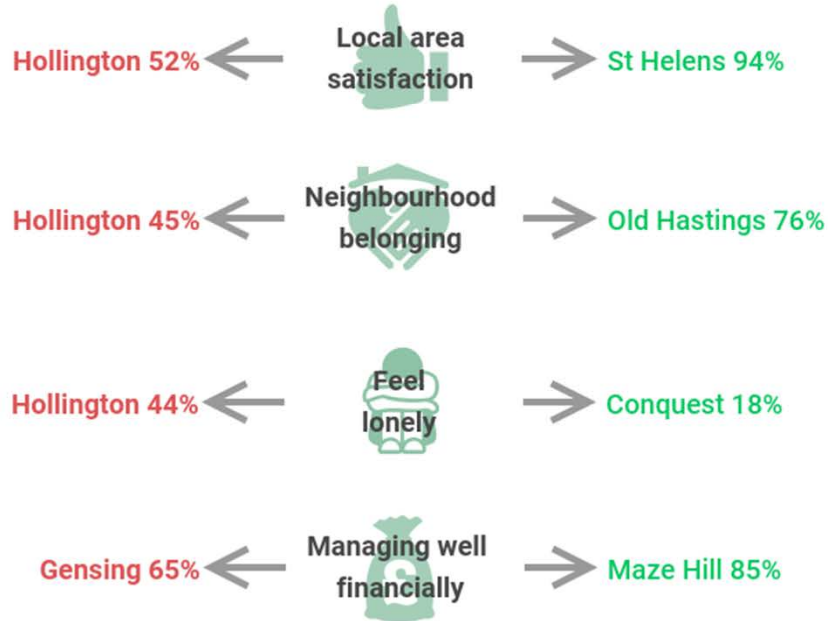 Hollington 52%
Local area
satisfaction
St Helens 94%
Hollington 45%
Neighbourhood
belonging
Old Hastings 76%
Hollington 44%
Feel
lonely
Conquest 18%
Gensing 65%
Managing well
financially
Maze Hill 85%